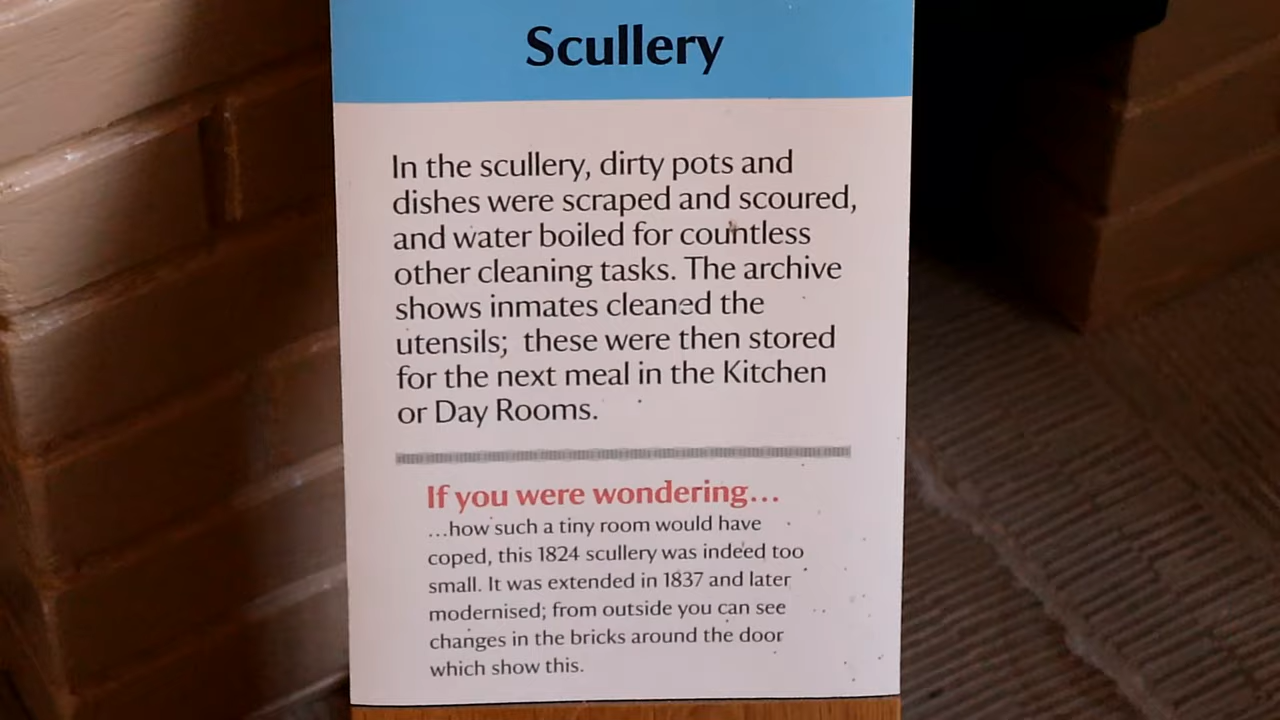 Scullery
In the scullery, dirty pots and
dishes were scraped and scoured,
and water boiled for countless
other cleaning tasks. The archive
shows inmates cleaned the
utensils;  these were then stored
for the next meal in the Kitchen
or Day Rooms.
If you were wondering...
...how such a tiny room would have
coped, this 1824 scullery was indeed too
small. It was extended in 1837 and later
modernised; from outside you can see
changes in the bricks around the door
which show this.